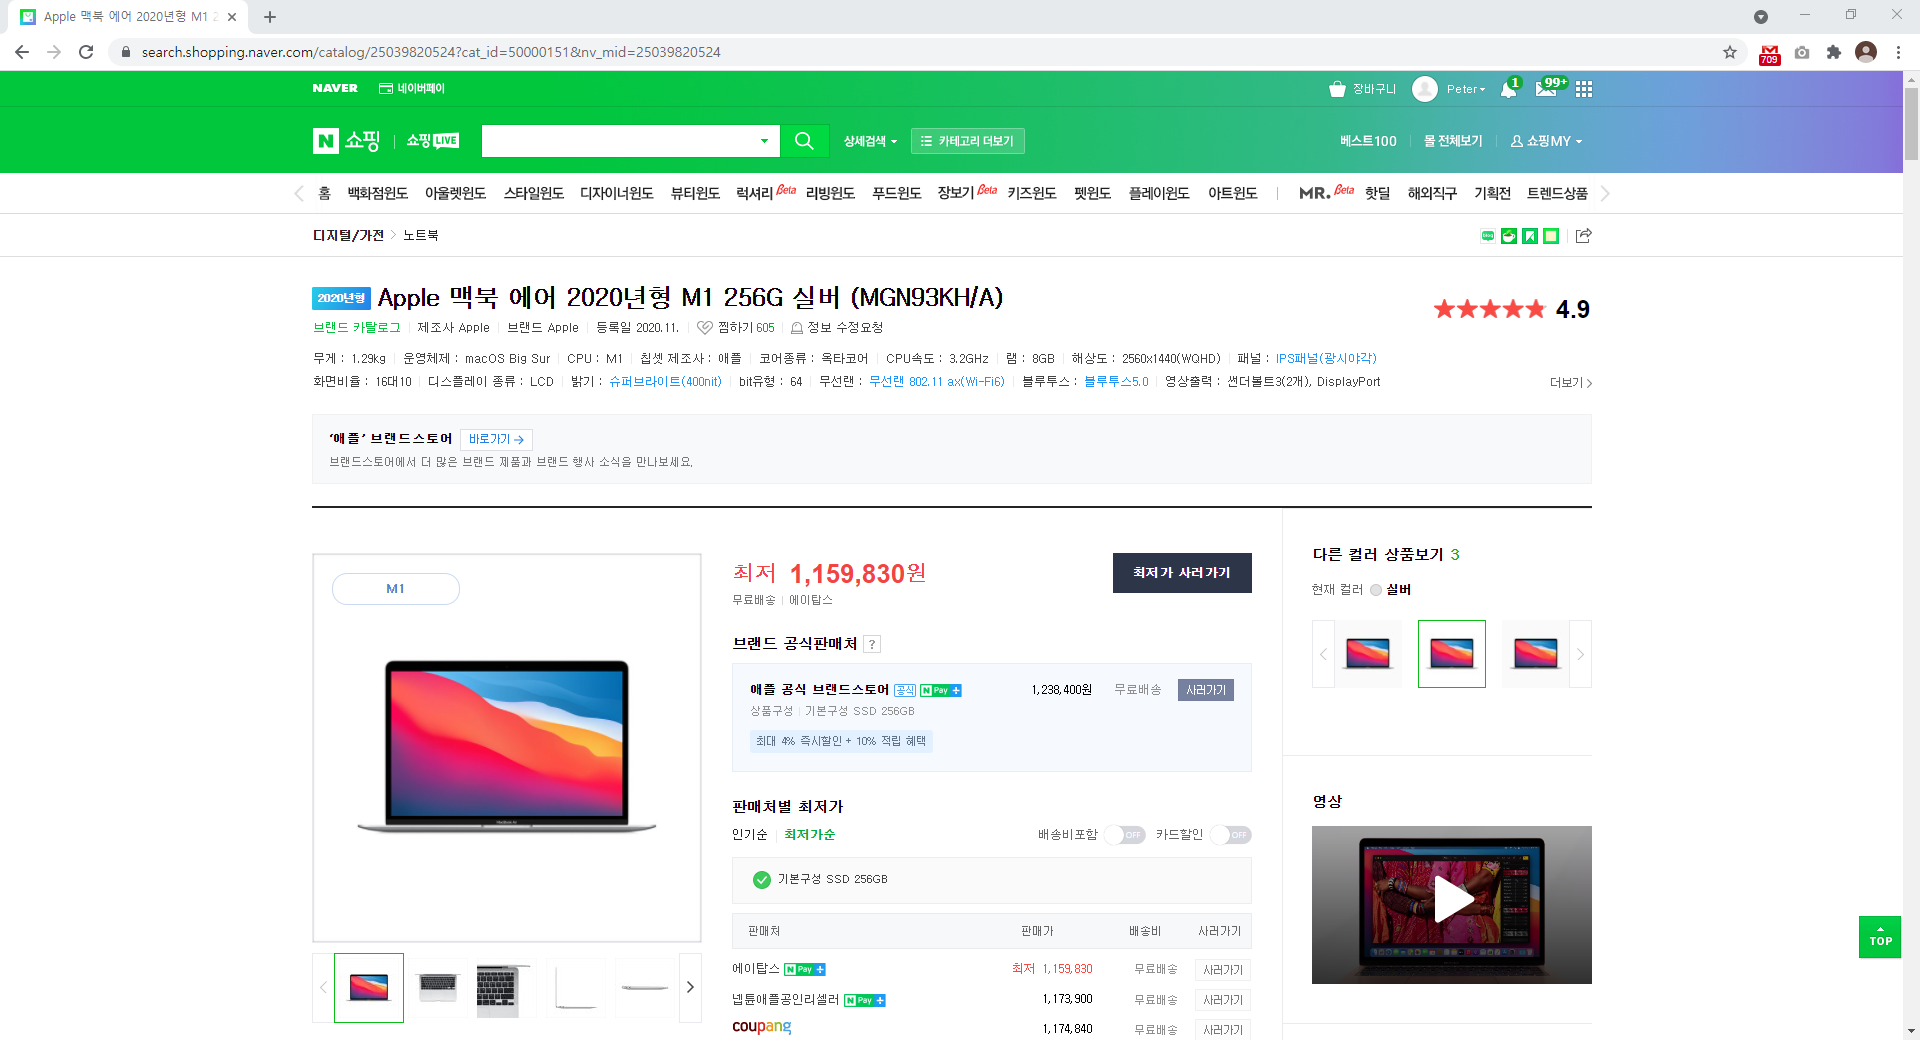 Apple 맥북 에어 2020년형 M1 2
search.shopping.naver.com/catalog/25039820524?cat_id=50000151&nv_mid=25039820524
709
NAVER 네이버페이 장바구니 Peter 1 99+
N 쇼핑 쇼핑LIVE 상세검색 카테고리 더보기 베스트100 몰 전체보기 쇼핑MY
홈 백화점윈도 아울렛윈도 스타일윈도 디자이너윈도 뷰티윈도 럭셔리 Beta 리빙윈도 푸드윈도 장보기 Beta 키즈윈도 펫윈도 플레이윈도 아트윈도 MR. Beta 핫딜 해외직구 기획전 트렌드상품
디지털/가전 노트북 blog
2020년형 Apple 맥북 에어 2020년형 M1 256G 실버 (MGN93KH/A) 4.9
브랜드 카탈로그 제조사 Apple 브랜드 Apple 등록일 2020.11. 찜하기 605 정보 수정요청
무게 : 1.29kg 운영체제 : macOS Big Sur CPU : M1 칩셋 제조사 : 애플 코어종류 : 옥타코어 CPU속도 : 3.2GHz 램 : 8GB 해상도 : 2560x1440(WQHD) 패널 : IPS패널(광시야각)
화면비율 : 16대10 디스플레이 종류 : LCD 밝기 : 슈퍼브라이트(400nit) bit유형 : 64 무선랜 : 무선랜 802.11 ax(Wi-Fi6) 블루투스 : 블루투스5.0 영상출력 : 썬더볼트3(2개), DisplayPort 더보기
‘애플’ 브랜드스토어 바로가기
브랜드스토어에서 더 많은 브랜드 제품과 브랜드 행사 소식을 만나보세요.
M1
MacBook Air
최저 1,159,830원 최저가 사러가기
무료배송 에이탑스
브랜드 공식판매처 ?
애플 공식 브랜드스토어 공식 N Pay + 1,238,400원 무료배송 사러가기
상품구성 기본구성 SSD 256GB
최대 4% 즉시할인 + 10% 적립 혜택
판매처별 최저가
인기순 최저가순 배송비포함 OFF 카드할인 OFF
기본구성 SSD 256GB
판매처 판매가 배송비 사러가기
에이탑스 N Pay + 최저 1,159,830 무료배송 사러가기
넵튠애플공인리셀러 N Pay + 1,173,900 무료배송 사러가기
coupang 1,174,840 무료배송 사러가기
다른 컬러 상품보기 3
현재 컬러 실버
영상
TOP